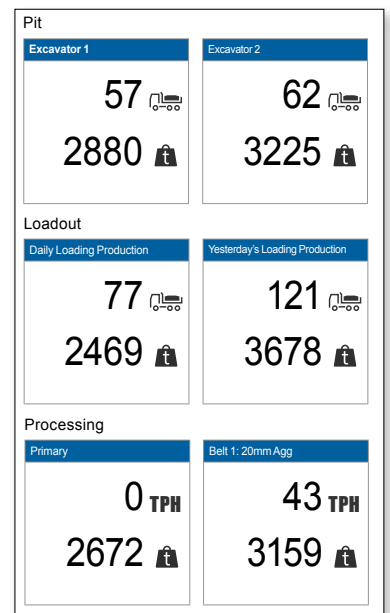 Pit
Excavator 1
Excavator 2
57
62
2880 t
3225 t
Loadout
Daily Loading Production
Yesterday's Loading Production
77
121
2469 t
3678 t
Processing
Primary
Belt 1: 20mm Agg
0 TPH
43 TPH
2672 t
3159 t